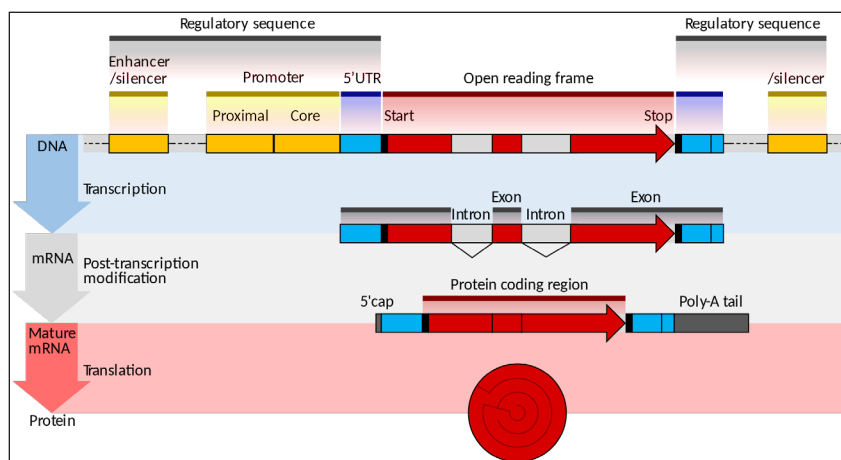 Regulatory sequence
Regulatory sequence
Enhancer
/silencer
Promoter
5'UTR
Open reading frame
/silencer
Proximal
Core
Start
Stop
DNA
Transcription
Exon
Exon
Intron
Intron
mRNA
Post-transcription
modification
Protein coding region
5'cap
Poly-A tail
Mature
mRNA
Translation
Protein